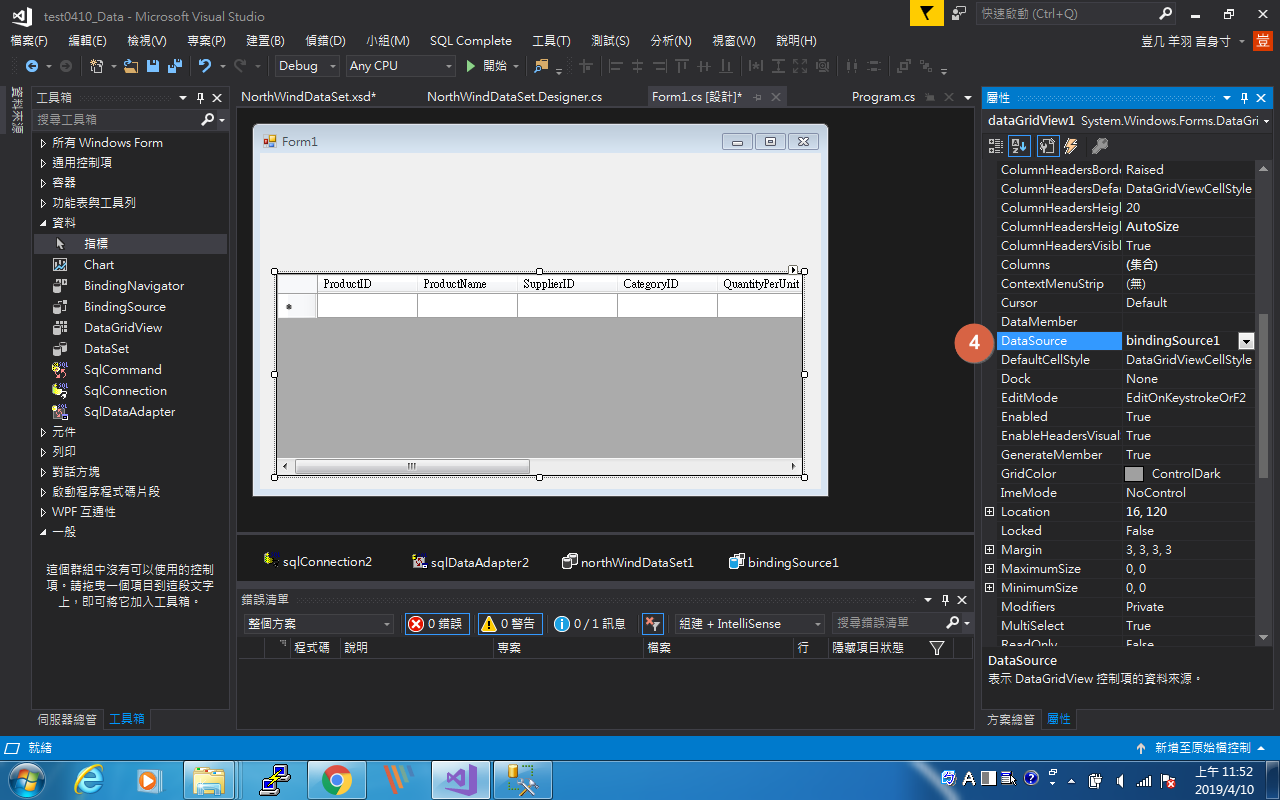 test0410_Data - Microsoft Visual Studio
快速啟動 (Ctrl+Q)
檔案(F) 編輯(E) 檢視(V) 專案(P) 建置(B) 偵錯(D) 小組(M) SQL Complete 工具(T) 測試(S) 分析(N) 視窗(W) 說明(H)
豈几 羊羽 言身寸
豈
Debug Any CPU 開始
資料來源
工具箱
搜尋工具箱
所有 Windows Form
通用控制項
容器
功能表與工具列
資料
指標
Chart
BindingNavigator
BindingSource
DataGridView
DataSet
SqlCommand
SqlConnection
SqlDataAdapter
元件
列印
對話方塊
啟動程序程式碼片段
WPF 互通性
一般
這個群組中沒有可以使用的控制
項。請拖曳一個項目到這段文字
上，即可將它加入工具箱。
伺服器總管 工具箱
NorthWindDataSet.xsd* NorthWindDataSet.Designer.cs Form1.cs [設計]* Program.cs
Form1
ProductID ProductName SupplierID CategoryID QuantityPerUnit
sqlConnection2 sqlDataAdapter2 northWindDataSet1 bindingSource1
錯誤清單
整個方案 0 錯誤 0 警告 0 / 1 訊息 組建 + IntelliSense 搜尋錯誤清單
程式碼 說明 專案 檔案 行 隱藏項目狀態
屬性
dataGridView1 System.Windows.Forms.DataGri
ColumnHeadersBorde Raised
ColumnHeadersDefau DataGridViewCellStyle
ColumnHeadersHeigl 20
ColumnHeadersHeigl AutoSize
ColumnHeadersVisibl True
Columns (集合)
ContextMenuStrip (無)
Cursor Default
DataMember
4
DataSource bindingSource1
DefaultCellStyle DataGridViewCellStyle
Dock None
EditMode EditOnKeystrokeOrF2
Enabled True
EnableHeadersVisual True
GenerateMember True
GridColor ControlDark
ImeMode NoControl
Location 16, 120
Locked False
Margin 3, 3, 3, 3
MaximumSize 0, 0
MinimumSize 0, 0
Modifiers Private
MultiSelect True
ReadOnly False
DataSource
表示 DataGridView 控制項的資料來源。
方案總管 屬性
就緒
新增至原始檔控制
A
上午 11:52
2019/4/10